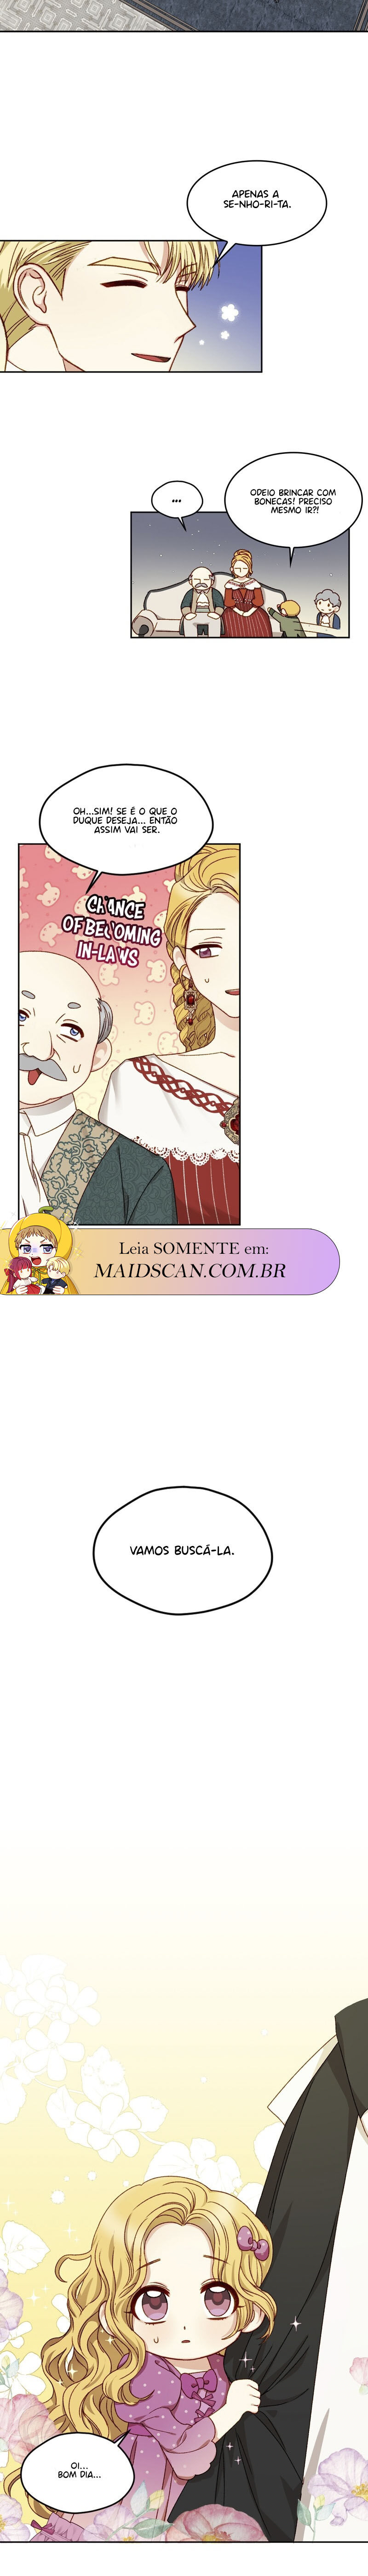 APENAS A
SE-NHO-RI-TA.
...
ODEIO BRINCAR COM
BONECAS! PRECISO
MESMO IR?!
OH...SIM! SE É O QUE O
DUQUE DESEJA... ENTÃO
ASSIM VAI SER.
CHANCE
OF BECOMING
IN-LAWS
Leia SOMENTE em:
MAIDSCAN.COM.BR
VAMOS BUSCÁ-LA.
OI...
BOM DIA...